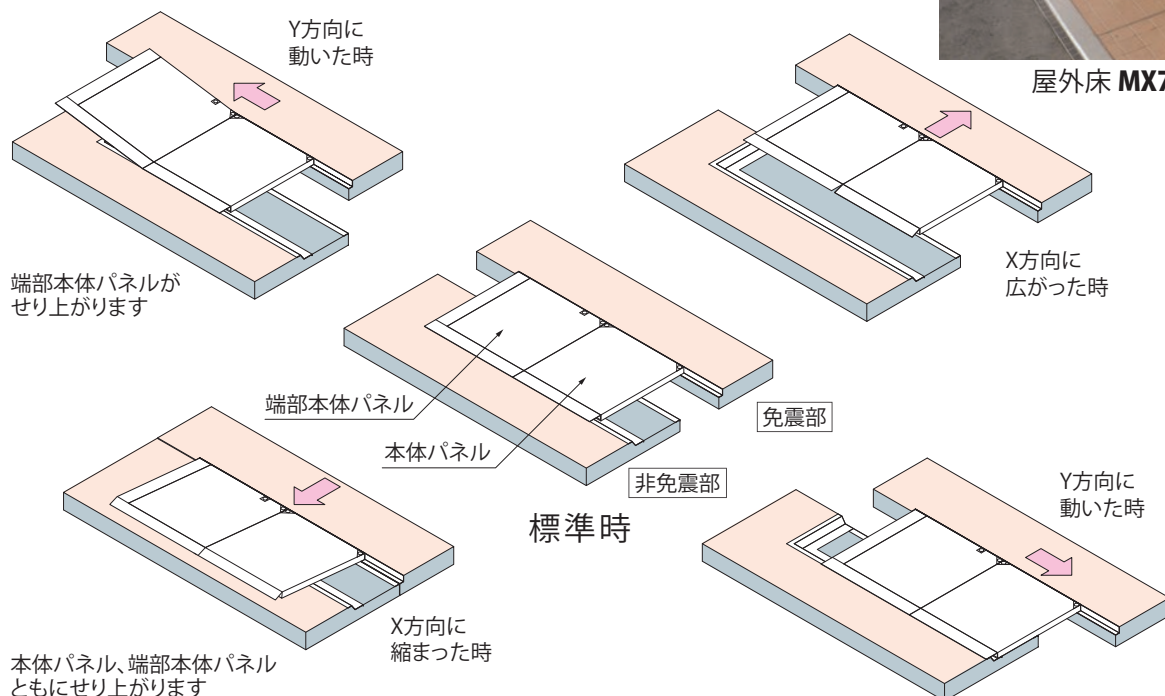 Y方向に
動いた時
屋外床 MX7
端部本体パネルが
せり上がります
X方向に
広がった時
端部本体パネル
本体パネル
免震部
非免震部
標準時
Y方向に
動いた時
X方向に
縮まった時
本体パネル、端部本体パネル
ともにせり上がります